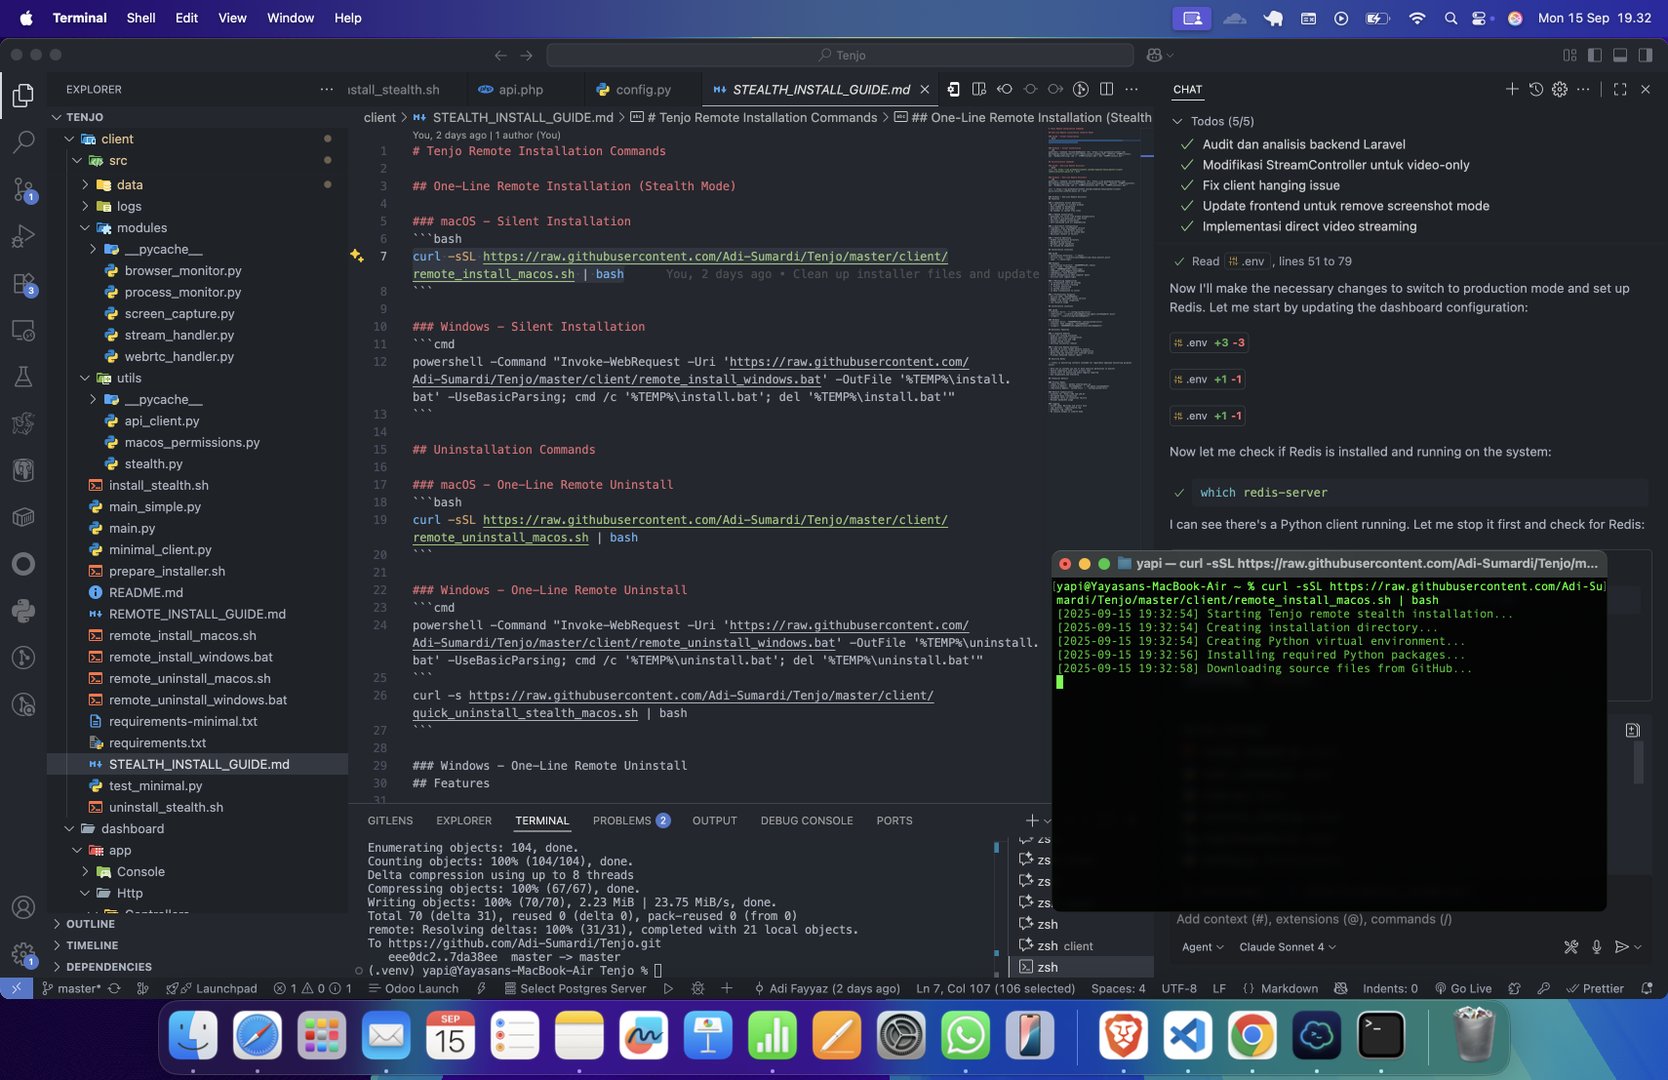 Terminal Shell Edit View Window Help
Mon 15 Sep 19.32
Tenjo
EXPLORER
TENJO
client
src
data
logs
modules
__pycache__
browser_monitor.py
process_monitor.py
screen_capture.py
stream_handler.py
webrtc_handler.py
utils
__pycache__
api_client.py
macos_permissions.py
stealth.py
install_stealth.sh
main_simple.py
main.py
minimal_client.py
prepare_installer.sh
README.md
REMOTE_INSTALL_GUIDE.md
remote_install_macos.sh
remote_install_windows.bat
remote_uninstall_macos.sh
remote_uninstall_windows.bat
requirements-minimal.txt
requirements.txt
STEALTH_INSTALL_GUIDE.md
test_minimal.py
uninstall_stealth.sh
dashboard
app
Console
Http
OUTLINE
TIMELINE
DEPENDENCIES
1
3
1
ıstall_stealth.sh api.php config.py STEALTH_INSTALL_GUIDE.md
client > STEALTH_INSTALL_GUIDE.md > # Tenjo Remote Installation Commands > ## One-Line Remote Installation (Stealth
You, 2 days ago | 1 author (You)
1 # Tenjo Remote Installation Commands
2
3 ## One-Line Remote Installation (Stealth Mode)
4
5 ### macOS - Silent Installation
6 ```bash
7 curl -sSL https://raw.githubusercontent.com/Adi-Sumardi/Tenjo/master/client/
remote_install_macos.sh | bash You, 2 days ago • Clean up installer files and update
8 ```
9
10 ### Windows - Silent Installation
11 ```cmd
12 powershell -Command "Invoke-WebRequest -Uri 'https://raw.githubusercontent.com/
Adi-Sumardi/Tenjo/master/client/remote_install_windows.bat' -OutFile '%TEMP%\install.
bat' -UseBasicParsing; cmd /c '%TEMP%\install.bat'; del '%TEMP%\install.bat'"
13 ```
14
15 ## Uninstallation Commands
16
17 ### macOS - One-Line Remote Uninstall
18 ```bash
19 curl -sSL https://raw.githubusercontent.com/Adi-Sumardi/Tenjo/master/client/
remote_uninstall_macos.sh | bash
20 ```
21
22 ### Windows - One-Line Remote Uninstall
23 ```cmd
24 powershell -Command "Invoke-WebRequest -Uri 'https://raw.githubusercontent.com/
Adi-Sumardi/Tenjo/master/client/remote_uninstall_windows.bat' -OutFile '%TEMP%\uninstall.
bat' -UseBasicParsing; cmd /c '%TEMP%\uninstall.bat'; del '%TEMP%\uninstall.bat'"
25 ```
26 curl -s https://raw.githubusercontent.com/Adi-Sumardi/Tenjo/master/client/
quick_uninstall_stealth_macos.sh | bash
27 ```
28
29 ### Windows - One-Line Remote Uninstall
30 ## Features
31
GITLENS EXPLORER TERMINAL PROBLEMS 2 OUTPUT DEBUG CONSOLE PORTS
Enumerating objects: 104, done.
Counting objects: 100% (104/104), done.
Delta compression using up to 8 threads
Compressing objects: 100% (67/67), done.
Writing objects: 100% (70/70), 2.23 MiB | 23.75 MiB/s, done.
Total 70 (delta 31), reused 0 (delta 0), pack-reused 0 (from 0)
remote: Resolving deltas: 100% (31/31), completed with 21 local objects.
To https://github.com/Adi-Sumardi/Tenjo.git
eee0dc2..7da38ee master -> master
(.venv) yapi@Yayasans-MacBook-Air Tenjo %
zs
zs
zs
zs
zsh
zsh client
zsh
CHAT
Todos (5/5)
Audit dan analisis backend Laravel
Modifikasi StreamController untuk video-only
Fix client hanging issue
Update frontend untuk remove screenshot mode
Implementasi direct video streaming
Read .env , lines 51 to 79
Now I'll make the necessary changes to switch to production mode and set up
Redis. Let me start by updating the dashboard configuration:
.env +3 -3
.env +1 -1
.env +1 -1
Now let me check if Redis is installed and running on the system:
which redis-server
I can see there's a Python client running. Let me stop it first and check for Redis:
yapi — curl -sSL https://raw.githubusercontent.com/Adi-Sumardi/Tenjo/m...
[yapi@Yayasans-MacBook-Air ~ % curl -sSL https://raw.githubusercontent.com/Adi-Su]
mardi/Tenjo/master/client/remote_install_macos.sh | bash
[2025-09-15 19:32:54] Starting Tenjo remote stealth installation...
[2025-09-15 19:32:54] Creating installation directory...
[2025-09-15 19:32:54] Creating Python virtual environment...
[2025-09-15 19:32:56] Installing required Python packages...
[2025-09-15 19:32:58] Downloading source files from GitHub...
Add context (#), extensions (@), commands (/)
Agent Claude Sonnet 4
master* Launchpad 1 0 1 Odoo Launch Select Postgres Server Adi Fayyaz (2 days ago) Ln 7, Col 107 (106 selected) Spaces: 4 UTF-8 LF {} Markdown Indents: 0 Go Live Prettier
SEP
15